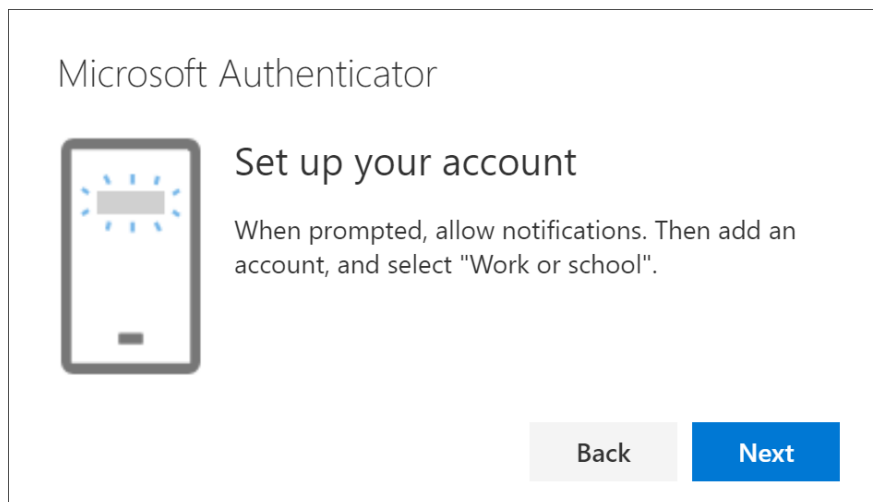 Microsoft Authenticator
Set up your account
When prompted, allow notifications. Then add an
account, and select "Work or school".
Back
Next